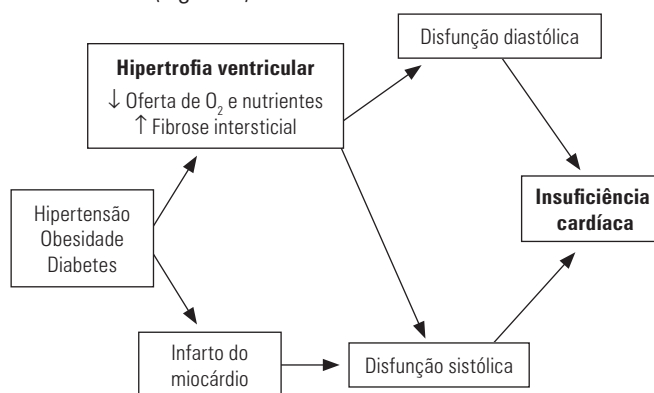 Disfunção diastólica
Hipertrofia ventricular
↓ Oferta de O₂ e nutrientes
↑ Fibrose intersticial
Insuficiência
cardíaca
Hipertensão
Obesidade
Diabetes
Infarto do
miocárdio
Disfunção sistólica